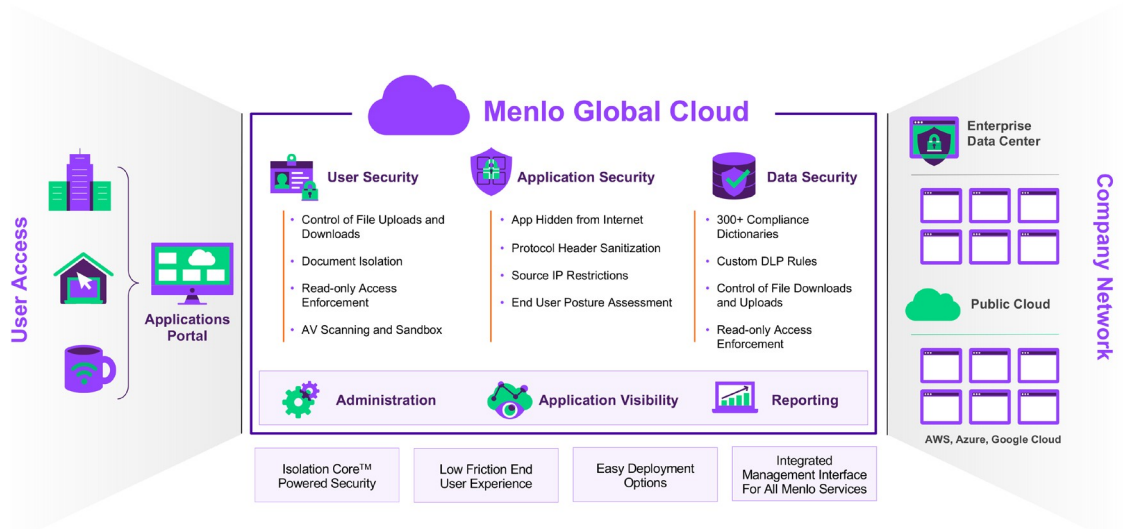 Menlo Global Cloud
User Access
Applications
Portal
User Security
Control of File Uploads and
Downloads
Document Isolation
Read-only Access
Enforcement
AV Scanning and Sandbox
Application Security
App Hidden from Internet
Protocol Header Sanitization
Source IP Restrictions
End User Posture Assessment
Data Security
300+ Compliance
Dictionaries
Custom DLP Rules
Control of File Downloads
and Uploads
Read-only Access
Enforcement
Administration
Application Visibility
Reporting
Isolation Core™
Powered Security
Low Friction End
User Experience
Easy Deployment
Options
Integrated
Management Interface
For All Menlo Services
Enterprise
Data Center
Public Cloud
AWS, Azure, Google Cloud
Company Network